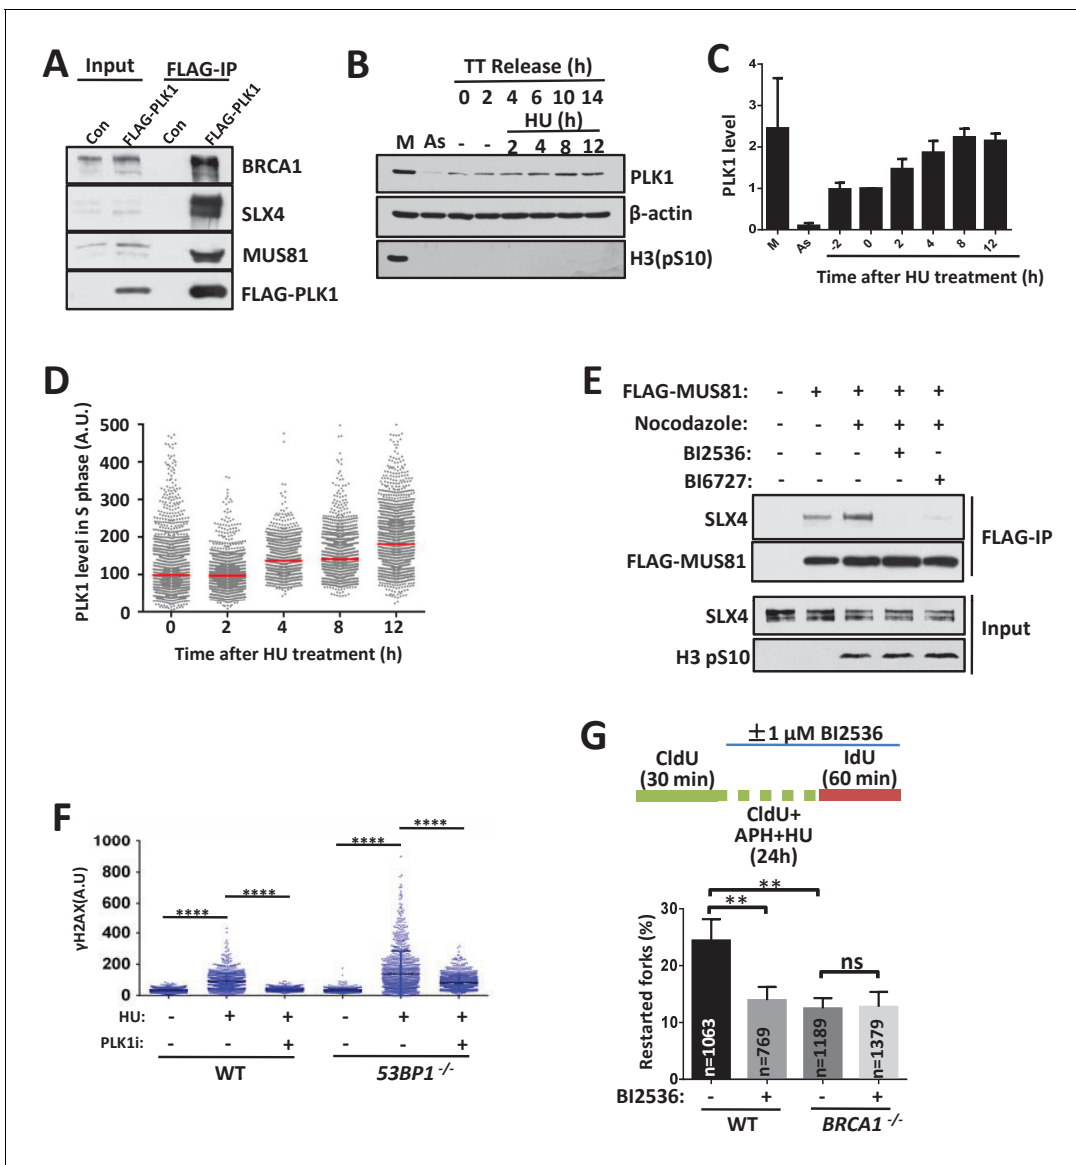 A
Input
FLAG-IP
Con
FLAG-PLK1
Con
FLAG-PLK1
BRCA1
SLX4
MUS81
FLAG-PLK1
B
TT Release (h)
0 2 4 6 10 14
HU (h)
M As - - 2 4 8 12
PLK1
β-actin
H3(pS10)
C
PLK1 level
4
3
2
1
0
M As -2 0 2 4 8 12
Time after HU treatment (h)
D
PLK1 level in S phase (A.U.)
500
400
300
200
100
0
0 2 4 8 12
Time after HU treatment (h)
E
FLAG-MUS81: - + + + +
Nocodazole: - - + + +
BI2536: - - - + -
BI6727: - - - - +
SLX4
FLAG-MUS81
FLAG-IP
SLX4
H3 pS10
Input
F
γH2AX(A.U)
1000
800
600
400
200
0
****
****
****
****
HU: - + + - + +
PLK1i: - - + - - +
WT
53BP1 -/-
G
±1 µM BI2536
CldU
(30 min)
IdU
(60 min)
CldU+
APH+HU
(24h)
Restarted forks (%)
30
20
10
0
**
**
ns
n=1063
n=769
n=1189
n=1379
BI2536: - + - +
WT
BRCA1 -/-